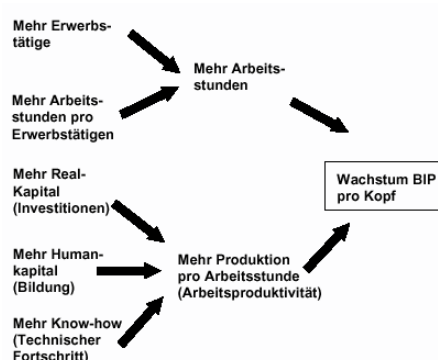 Mehr Erwerbs-
tätige
Mehr Arbeits-
stunden pro
Erwerbstätigen
Mehr Arbeits-
stunden
Mehr Real-
Kapital
(Investitionen)
Mehr Human-
kapital
(Bildung)
Mehr Know-how
(Technischer
Fortschritt)
Mehr Produktion
pro Arbeitsstunde
(Arbeitsproduktivität)
Wachstum BIP
pro Kopf